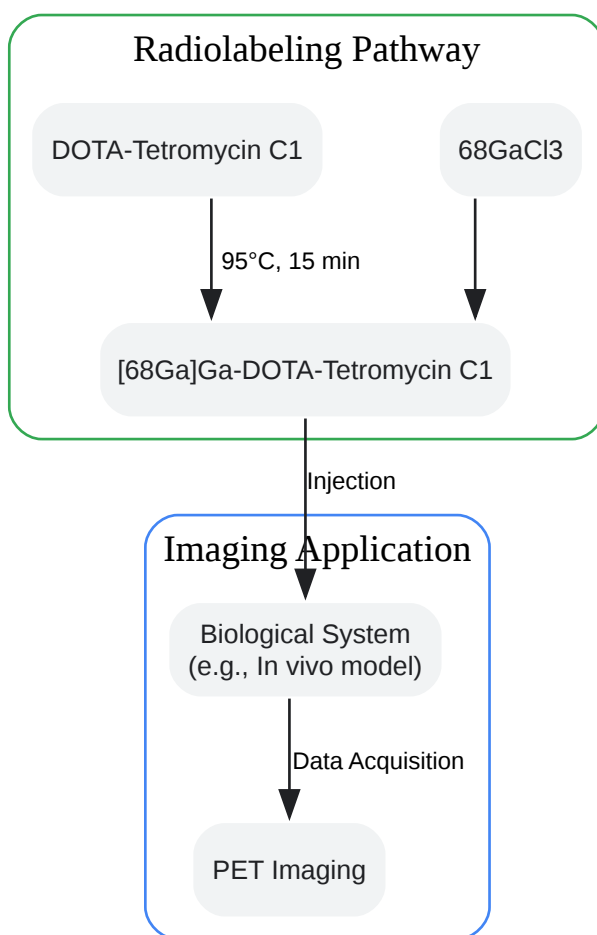 Radiolabeling Pathway
DOTA-Tetromycin C1
68GaCl3
95°C, 15 min
[68Ga]Ga-DOTA-Tetromycin C1
Injection
Imaging Application
Biological System
(e.g., In vivo model)
Data Acquisition
PET Imaging